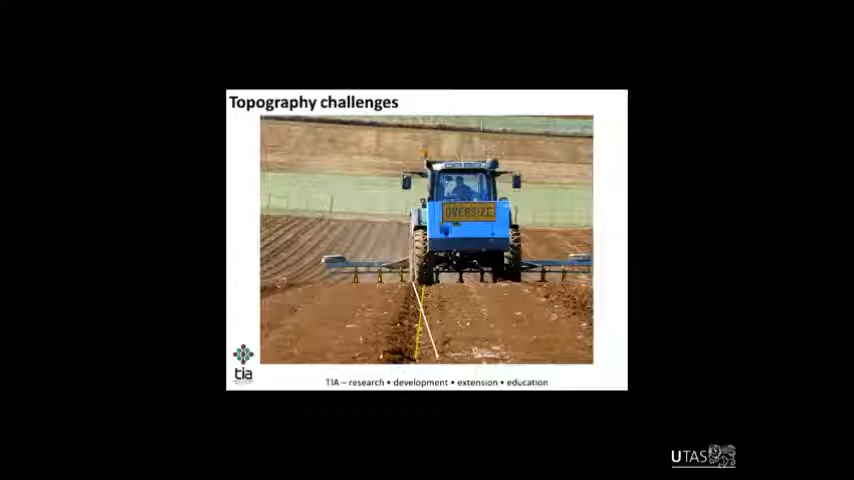 Topography challenges
OVERSIZE
tia
TIA – research • development • extension • education
UTAS